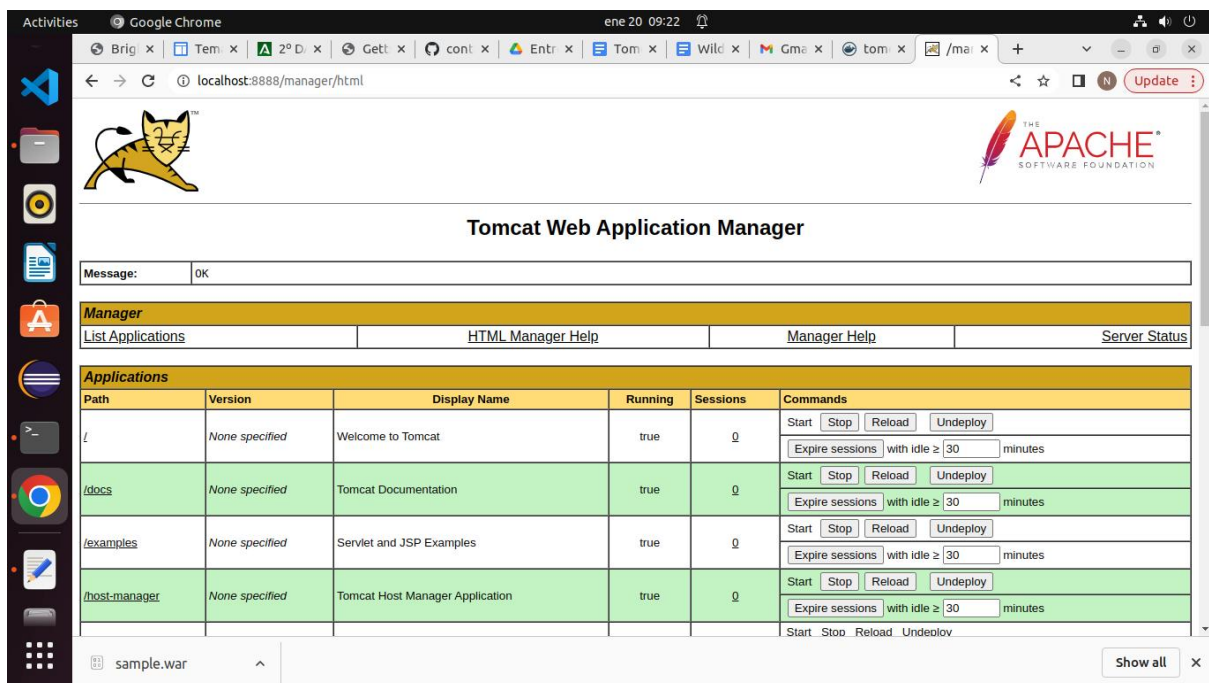 Activities Google Chrome ene 20 09:22
Brigl Tem 2º D Gett cont Entr Tom Wild Gma tom /mar
localhost:8888/manager/html N Update
TM
THE
APACHE®
SOFTWARE FOUNDATION
Tomcat Web Application Manager
Message: OK
Manager
List Applications HTML Manager Help Manager Help Server Status
Applications
Path Version Display Name Running Sessions Commands
/ None specified Welcome to Tomcat true 0 Start Stop Reload Undeploy
Expire sessions with idle ≥ 30 minutes
/docs None specified Tomcat Documentation true 0 Start Stop Reload Undeploy
Expire sessions with idle ≥ 30 minutes
/examples None specified Servlet and JSP Examples true 0 Start Stop Reload Undeploy
Expire sessions with idle ≥ 30 minutes
/host-manager None specified Tomcat Host Manager Application true 0 Start Stop Reload Undeploy
Expire sessions with idle ≥ 30 minutes
Start Stop Reload Undeploy
sample.war Show all